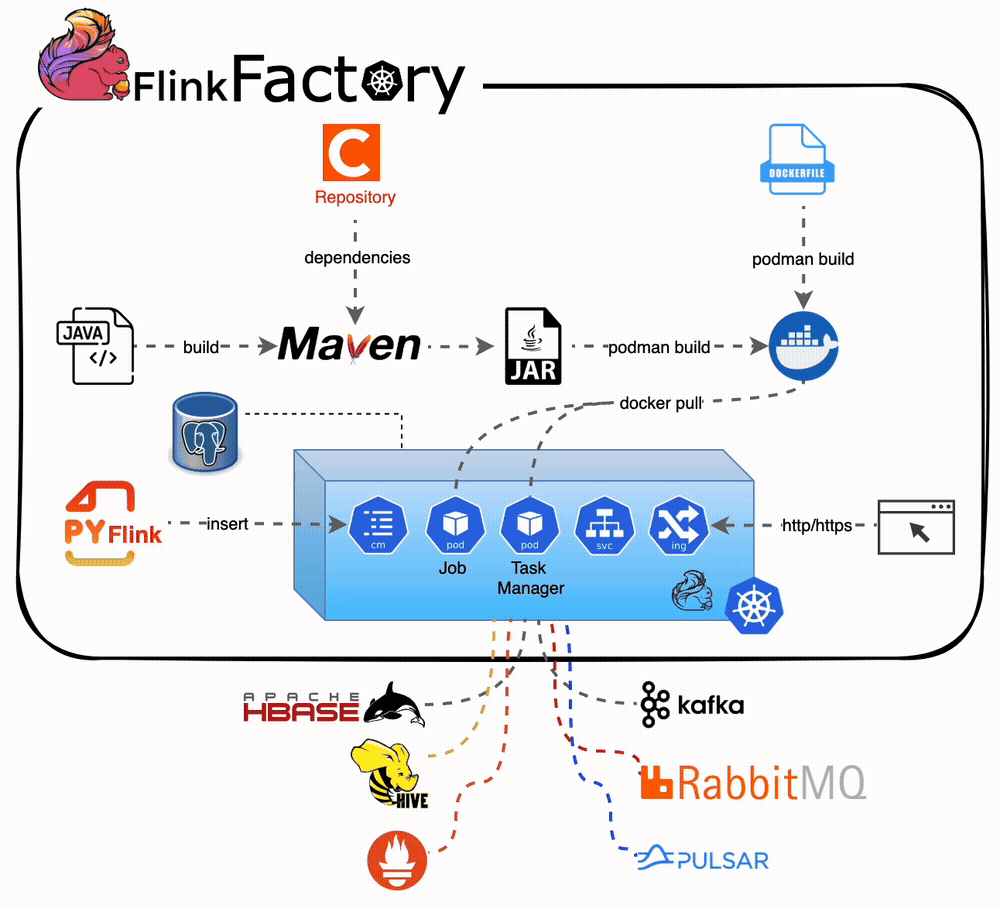 FlinkFactory
C
Repository
DOCKERFILE
dependencies
podman build
JAVA
</>
build
Maven
JAR
podman build
docker pull
PY Flink
insert
cm
pod
pod
svc
ing
http/https
Job
Task
Manager
APACHE
HBASE
kafka
HIVE
RabbitMQ
PULSAR